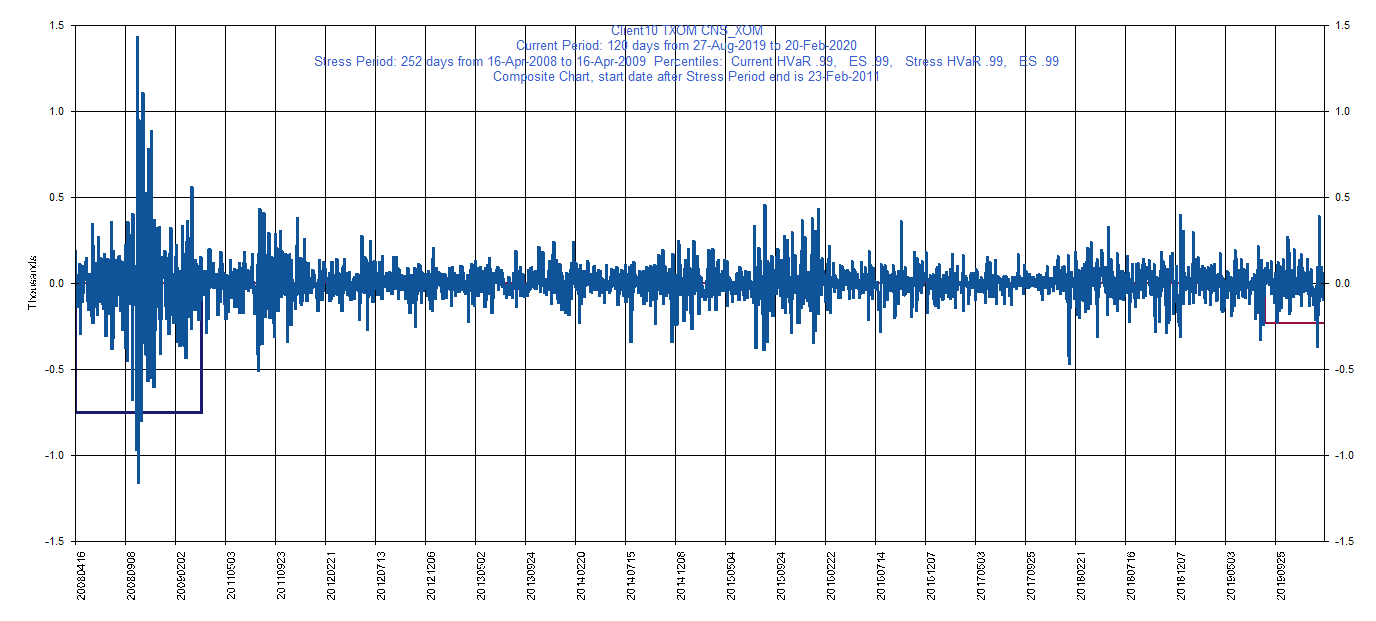 Client10 TXOM CNS_XOM
Current Period: 120 days from 27-Aug-2019 to 20-Feb-2020
Stress Period: 252 days from 16-Apr-2008 to 16-Apr-2009 Percentiles: Current HVaR .99, ES .99, Stress HVaR .99, ES .99
Composite Chart, start date after Stress Period end is 23-Feb-2011
1.5 1.5
1.0 1.0
0.5 0.5
0.0 0.0
-0.5 -0.5
-1.0 -1.0
-1.5 -1.5
Thousands
20080416 20080908 20090202 20110503 20110923 20120221 20120713 20121206 20130502 20130924 20140220 20140715 20141208 20150504 20150924 20160222 20160714 20161207 20170503 20170925 20180221 20180716 20181207 20190503 20190925